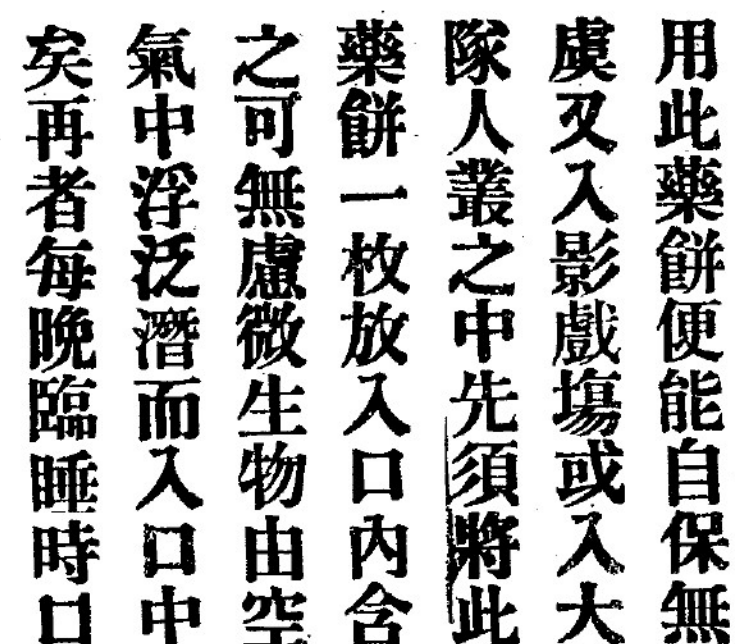 用此藥餅便能自保無
虞又入影戲塲或入大
隊人叢之中先須將此
藥餅一枚放入口內含
之可無慮微生物由空
氣中浮泛潛而入口中
矣再者每晚臨睡時口